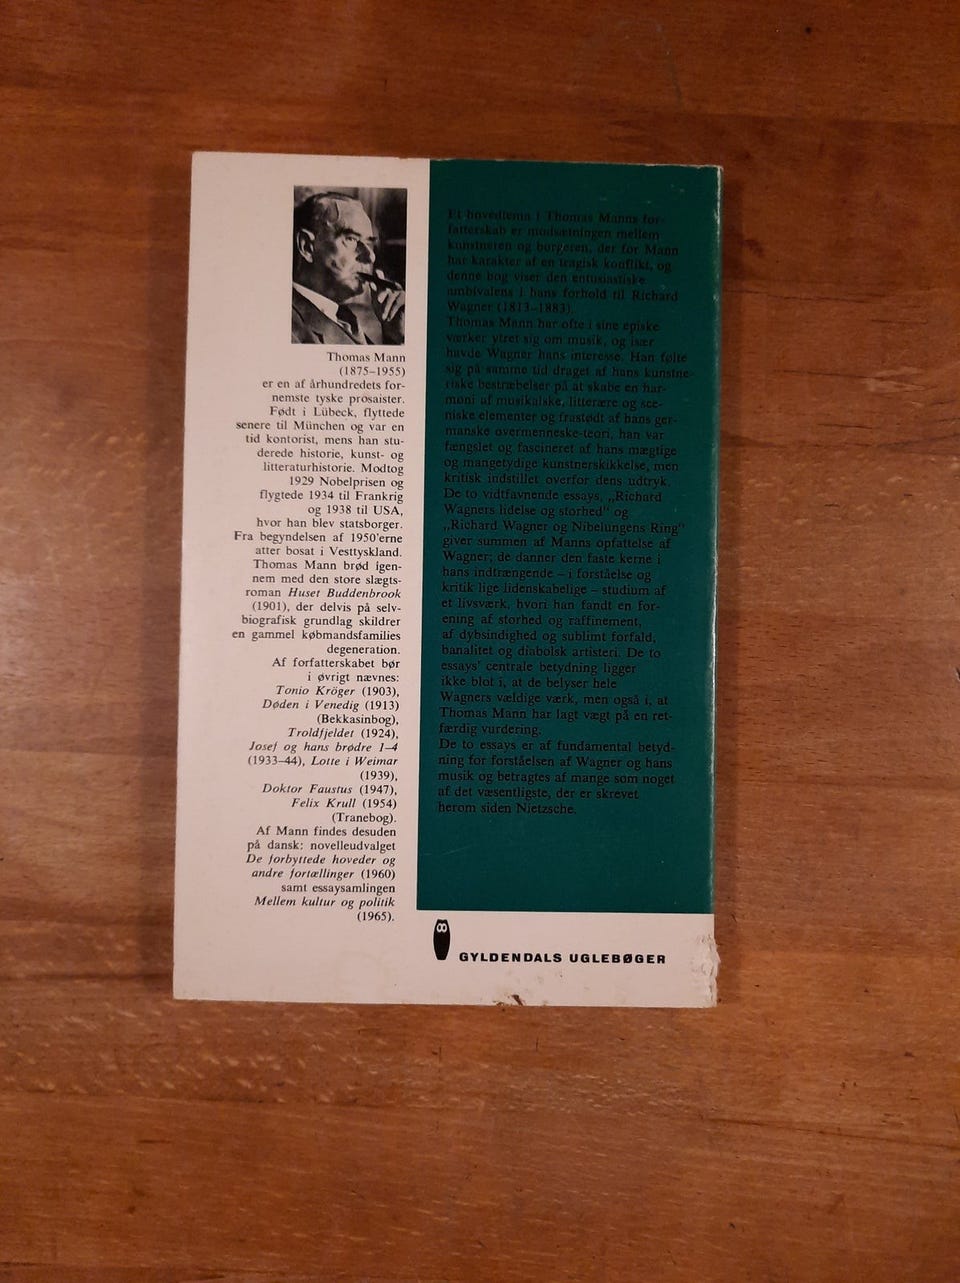 Thomas Mann
(1875–1955)
er en af århundredets for-
nemste tyske prosaister.
Født i Lübeck, flyttede
senere til München og var en
tid kontorist, mens han stu-
derede historie, kunst- og
litteraturhistorie. Modtog
1929 Nobelprisen og
flygtede 1934 til Frankrig
og 1938 til USA,
hvor han blev statsborger.
Fra begyndelsen af 1950'erne
atter bosat i Vesttyskland.
Thomas Mann brød igen-
nem med den store slægts-
roman Huset Buddenbrook
(1901), der delvis på selv-
biografisk grundlag skildrer
en gammel købmandsfamilies
degeneration.
Af forfatterskabet bør
i øvrigt nævnes:
Tonio Kröger (1903),
Døden i Venedig (1913)
(Bekkasinbog),
Troldfjeldet (1924),
Josef og hans brødre 1–4
(1933–44), Lotte i Weimar
(1939),
Doktor Faustus (1947),
Felix Krull (1954)
(Tranebog).
Af Mann findes desuden
på dansk: novelleudvalget
De forbyttede hoveder og
andre fortællinger (1960)
samt essaysamlingen
Mellem kultur og politik
(1965).
Et hovedtema i Thomas Manns for-
fatterskab er modsætningen mellem
kunstneren og borgeren, der for Mann
har karakter af en tragisk konflikt, og
denne bog viser den entusiastiske
ambivalens i hans forhold til Richard
Wagner (1813–1883).
Thomas Mann har ofte i sine episke
værker ytret sig om musik, og især
havde Wagner hans interesse. Han følte
sig på samme tid draget af hans kunstne-
riske bestræbelser på at skabe en har-
moni af musikalske, litterære og sce-
niske elementer og frastødt af hans ger-
manske overmenneske-teori, han var
fængslet og fascineret af hans mægtige
og mangetydige kunstnerskikkelse, men
kritisk indstillet overfor dens udtryk.
De to vidtfavnende essays, „Richard
Wagners lidelse og storhed" og
„Richard Wagner og Nibelungens Ring"
giver summen af Manns opfattelse af
Wagner; de danner den faste kerne i
hans indtrængende – i forståelse og
kritik lige lidenskabelige – studium af
et livsværk, hvori han fandt en for-
ening af storhed og raffinement,
af dybsindighed og sublimt forfald,
banalitet og diabolsk artisteri. De to
essays' centrale betydning ligger
ikke blot i, at de belyser hele
Wagners vældige værk, men også i, at
Thomas Mann har lagt vægt på en ret-
færdig vurdering.
De to essays er af fundamental betyd-
ning for forståelsen af Wagner og hans
musik og betragtes af mange som noget
af det væsentligste, der er skrevet
herom siden Nietzsche.
GYLDENDALS UGLEBØGER